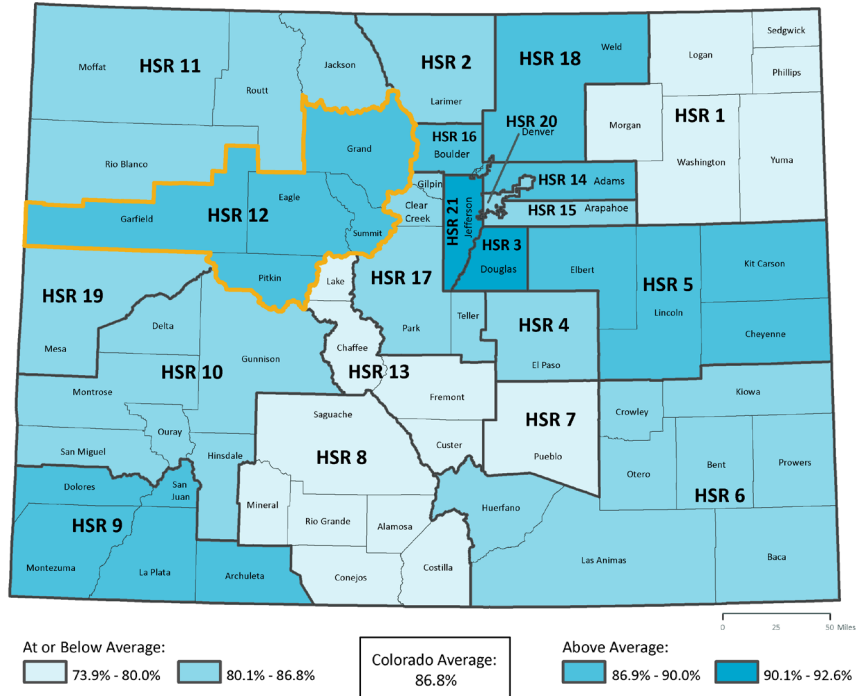 Sedgwick
Logan
Phillips
Weld
HSR 18
HSR 2
Jackson
Moffat
HSR 11
Routt
Larimer
HSR 20
Denver
HSR 1
Morgan
HSR 16
Boulder
Grand
Rio Blanco
Washington
Yuma
HSR 14
Adams
Gilpin
Eagle
Clear
Creek
HSR 21
Jefferson
HSR 15
Arapahoe
Garfield
HSR 12
Summit
HSR 3
Douglas
Elbert
Kit Carson
Pitkin
Lake
HSR 17
HSR 5
Lincoln
HSR 19
Delta
Park
Teller
HSR 4
Cheyenne
Mesa
Gunnison
Chaffee
El Paso
HSR 10
HSR 13
Montrose
Fremont
Kiowa
Saguache
Crowley
HSR 7
Ouray
Custer
San Miguel
Hinsdale
HSR 8
Pueblo
Bent
Prowers
Otero
HSR 6
Dolores
San
Juan
Mineral
Huerfano
Rio Grande
Alamosa
HSR 9
Montezuma
La Plata
Archuleta
Conejos
Costilla
Las Animas
Baca
0 25 50 Miles
At or Below Average:
73.9% - 80.0%
80.1% - 86.8%
Colorado Average:
86.8%
Above Average:
86.9% - 90.0%
90.1% - 92.6%